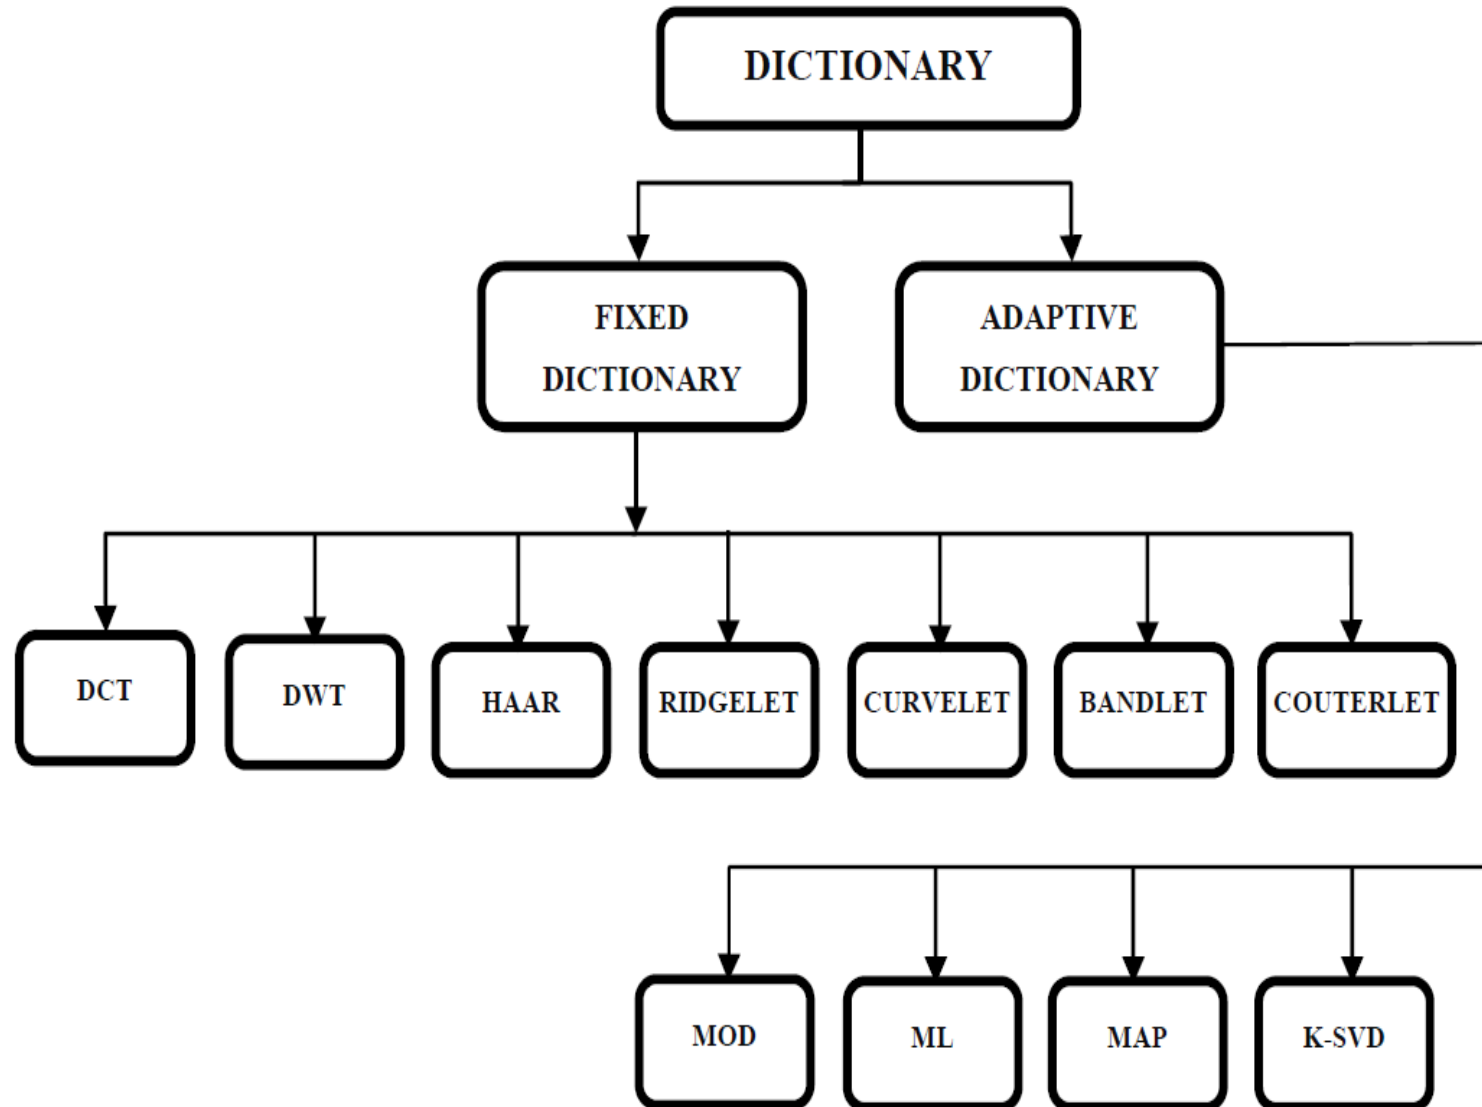 DICTIONARY
FIXED
DICTIONARY
ADAPTIVE
DICTIONARY
DCT
DWT
HAAR
RIDGELET
CURVELET
BANDLET
COUTERLET
MOD
ML
MAP
K-SVD